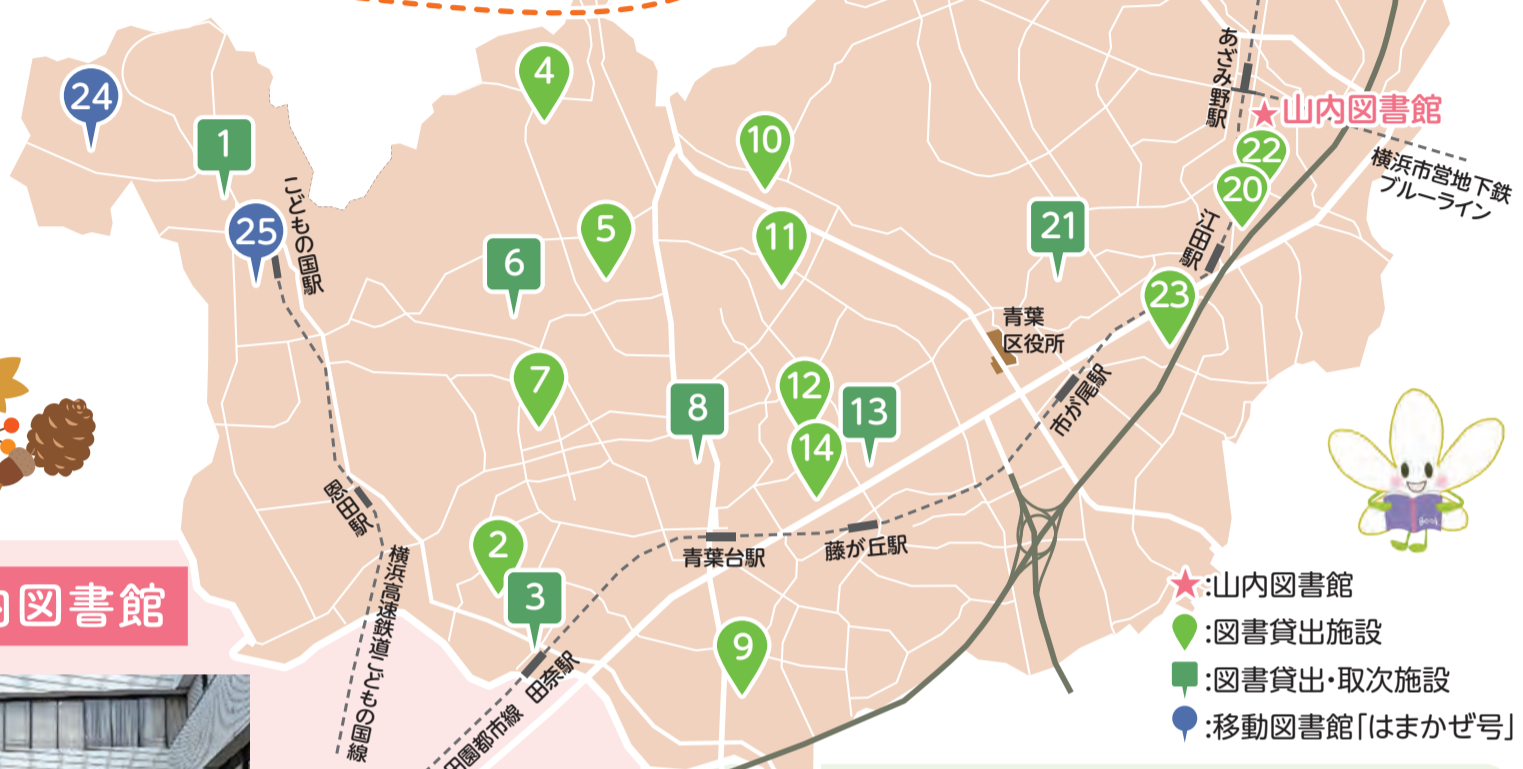 24
1
25
こどもの国駅
4
5
6
7
10
11
あざみ野駅
★山内図書館
22
20
横浜市営地下鉄
ブルーライン
江田駅
21
23
青葉
区役所
市が尾駅
8
12
13
14
恩田駅
横浜高速鉄道こどもの国線
2
3
田奈駅
青葉台駅
藤が丘駅
9
田園都市線
図書館
Book
★:山内図書館
:図書貸出施設
:図書貸出・取次施設
:移動図書館「はまかぜ号」